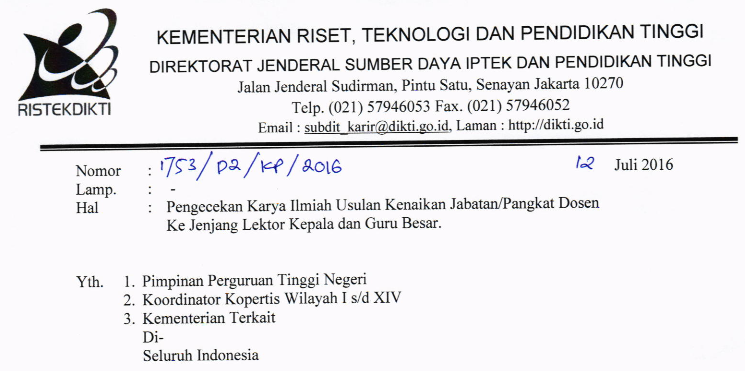 KEMENTERIAN RISET, TEKNOLOGI DAN PENDIDIKAN TINGGI
DIREKTORAT JENDERAL SUMBER DAYA IPTEK DAN PENDIDIKAN TINGGI
Jalan Jenderal Sudirman, Pintu Satu, Senayan Jakarta 10270
Telp. (021) 57946053 Fax. (021) 57946052
Email : subdit_karir@dikti.go.id, Laman : http://dikti.go.id
RISTEKDIKTI
Nomor : 1753/D2/KP/2016 12 Juli 2016
Lamp. : -
Hal : Pengecekan Karya Ilmiah Usulan Kenaikan Jabatan/Pangkat Dosen
Ke Jenjang Lektor Kepala dan Guru Besar.
Yth. 1. Pimpinan Perguruan Tinggi Negeri
2. Koordinator Kopertis Wilayah I s/d XIV
3. Kementerian Terkait
Di-
Seluruh Indonesia